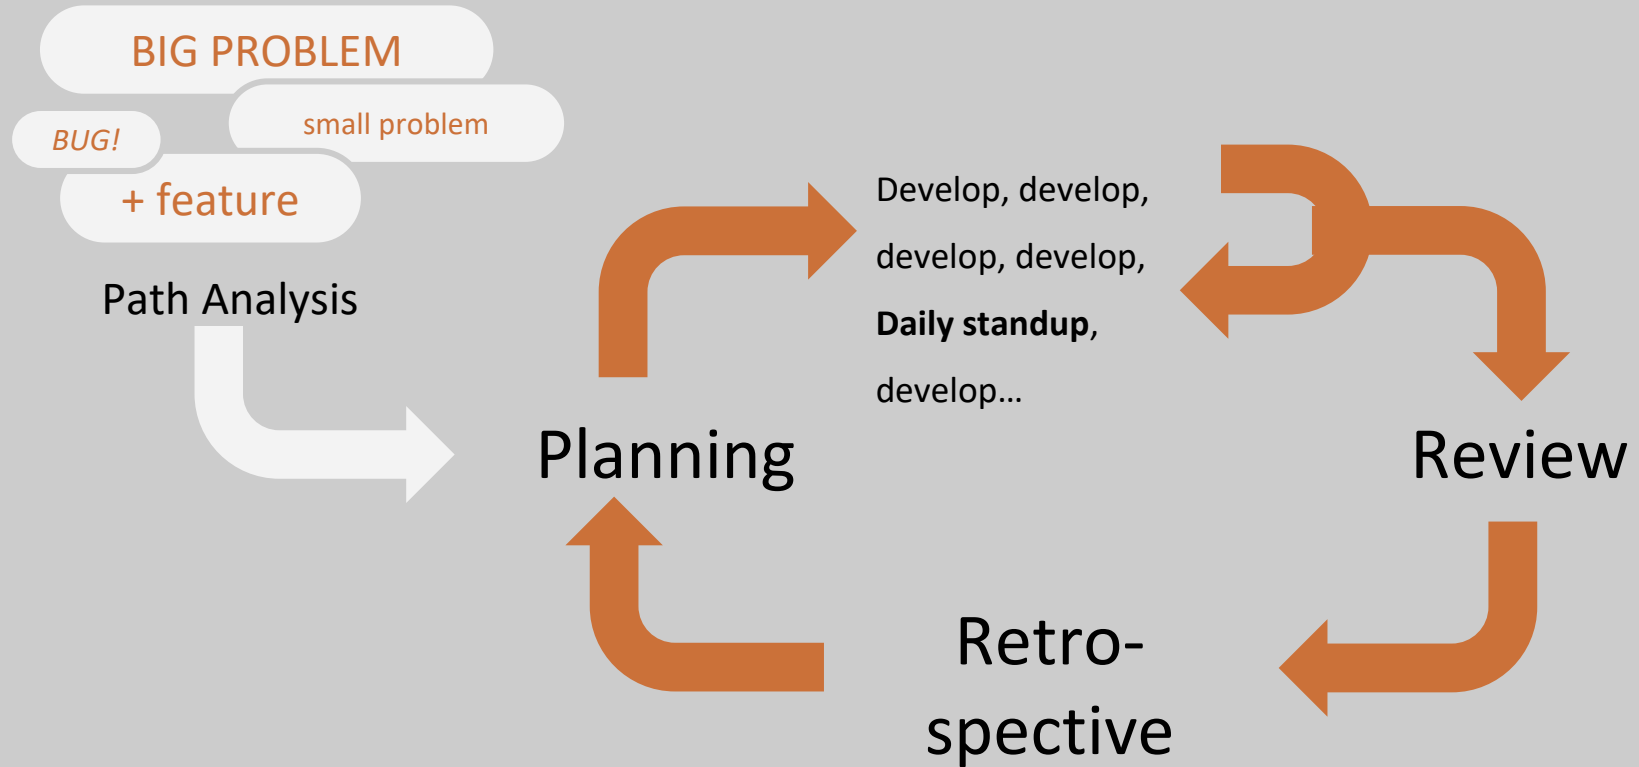 BIG PROBLEM
small problem
BUG!
+ feature
Path Analysis
Develop, develop,
develop, develop,
Daily standup,
develop…
Planning
Review
Retro-
spective